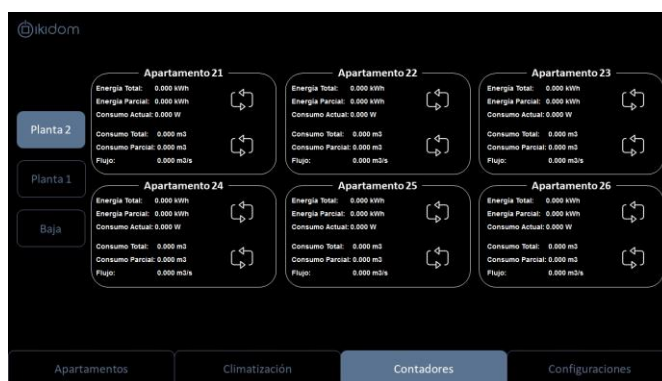 ikidom
Apartamento 21
Energía Total: 0.000 kWh
Energía Parcial: 0.000 kWh
Consumo Actual: 0.000 W
Consumo Total: 0.000 m3
Consumo Parcial: 0.000 m3
Flujo: 0.000 m3/s
Apartamento 22
Energía Total: 0.000 kWh
Energía Parcial: 0.000 kWh
Consumo Actual: 0.000 W
Consumo Total: 0.000 m3
Consumo Parcial: 0.000 m3
Flujo: 0.000 m3/s
Apartamento 23
Energía Total: 0.000 kWh
Energía Parcial: 0.000 kWh
Consumo Actual: 0.000 W
Consumo Total: 0.000 m3
Consumo Parcial: 0.000 m3
Flujo: 0.000 m3/s
Planta 2
Planta 1
Baja
Apartamento 24
Energía Total: 0.000 kWh
Energía Parcial: 0.000 kWh
Consumo Actual: 0.000 W
Consumo Total: 0.000 m3
Consumo Parcial: 0.000 m3
Flujo: 0.000 m3/s
Apartamento 25
Energía Total: 0.000 kWh
Energía Parcial: 0.000 kWh
Consumo Actual: 0.000 W
Consumo Total: 0.000 m3
Consumo Parcial: 0.000 m3
Flujo: 0.000 m3/s
Apartamento 26
Energía Total: 0.000 kWh
Energía Parcial: 0.000 kWh
Consumo Actual: 0.000 W
Consumo Total: 0.000 m3
Consumo Parcial: 0.000 m3
Flujo: 0.000 m3/s
Apartamentos
Climatización
Contadores
Configuraciones